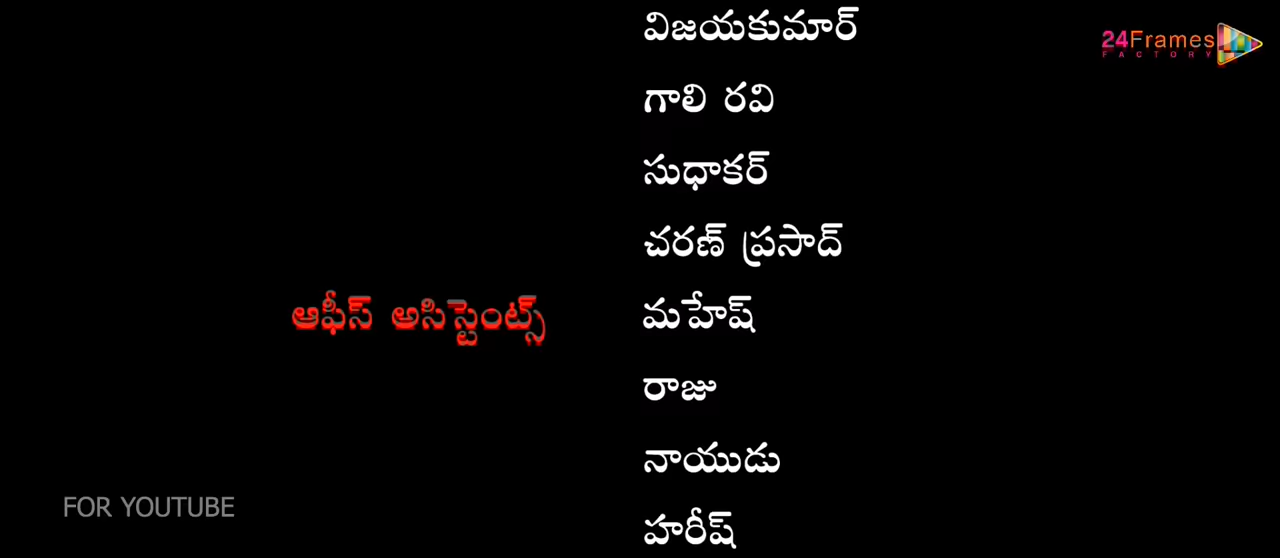 విజయకుమార్
24Frames
FACTORY
గాలి రవి
సుధాకర్
చరణ్ ప్రసాద్
ఆఫీస్ అసిస్టెంట్స్ మహేష్
రాజు
నాయుడు
FOR YOUTUBE
హరీష్